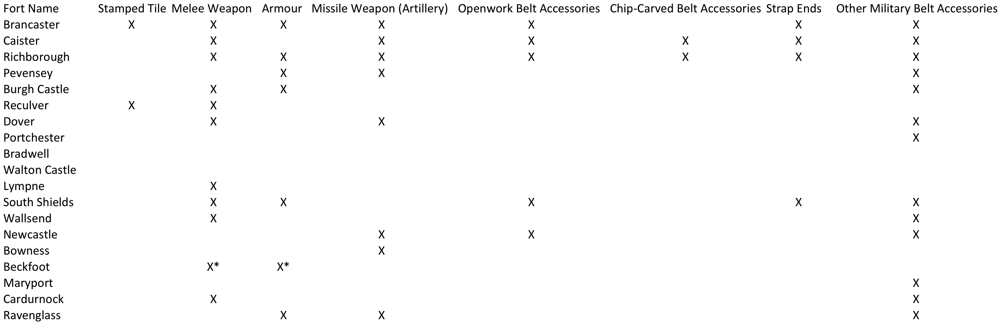 Fort Name Stamped Tile Melee Weapon Armour Missile Weapon (Artillery) Openwork Belt Accessories Chip-Carved Belt Accessories Strap Ends Other Military Belt Accessories
Brancaster X X X X X X X
Caister X X X X X X
Richborough X X X X X X X
Pevensey X X X
Burgh Castle X X X
Reculver X X
Dover X X X
Portchester X
Bradwell
Walton Castle
Lympne X
South Shields X X X X X
Wallsend X X
Newcastle X X X
Bowness X
Beckfoot X* X*
Maryport X
Cardurnock X X
Ravenglass X X X